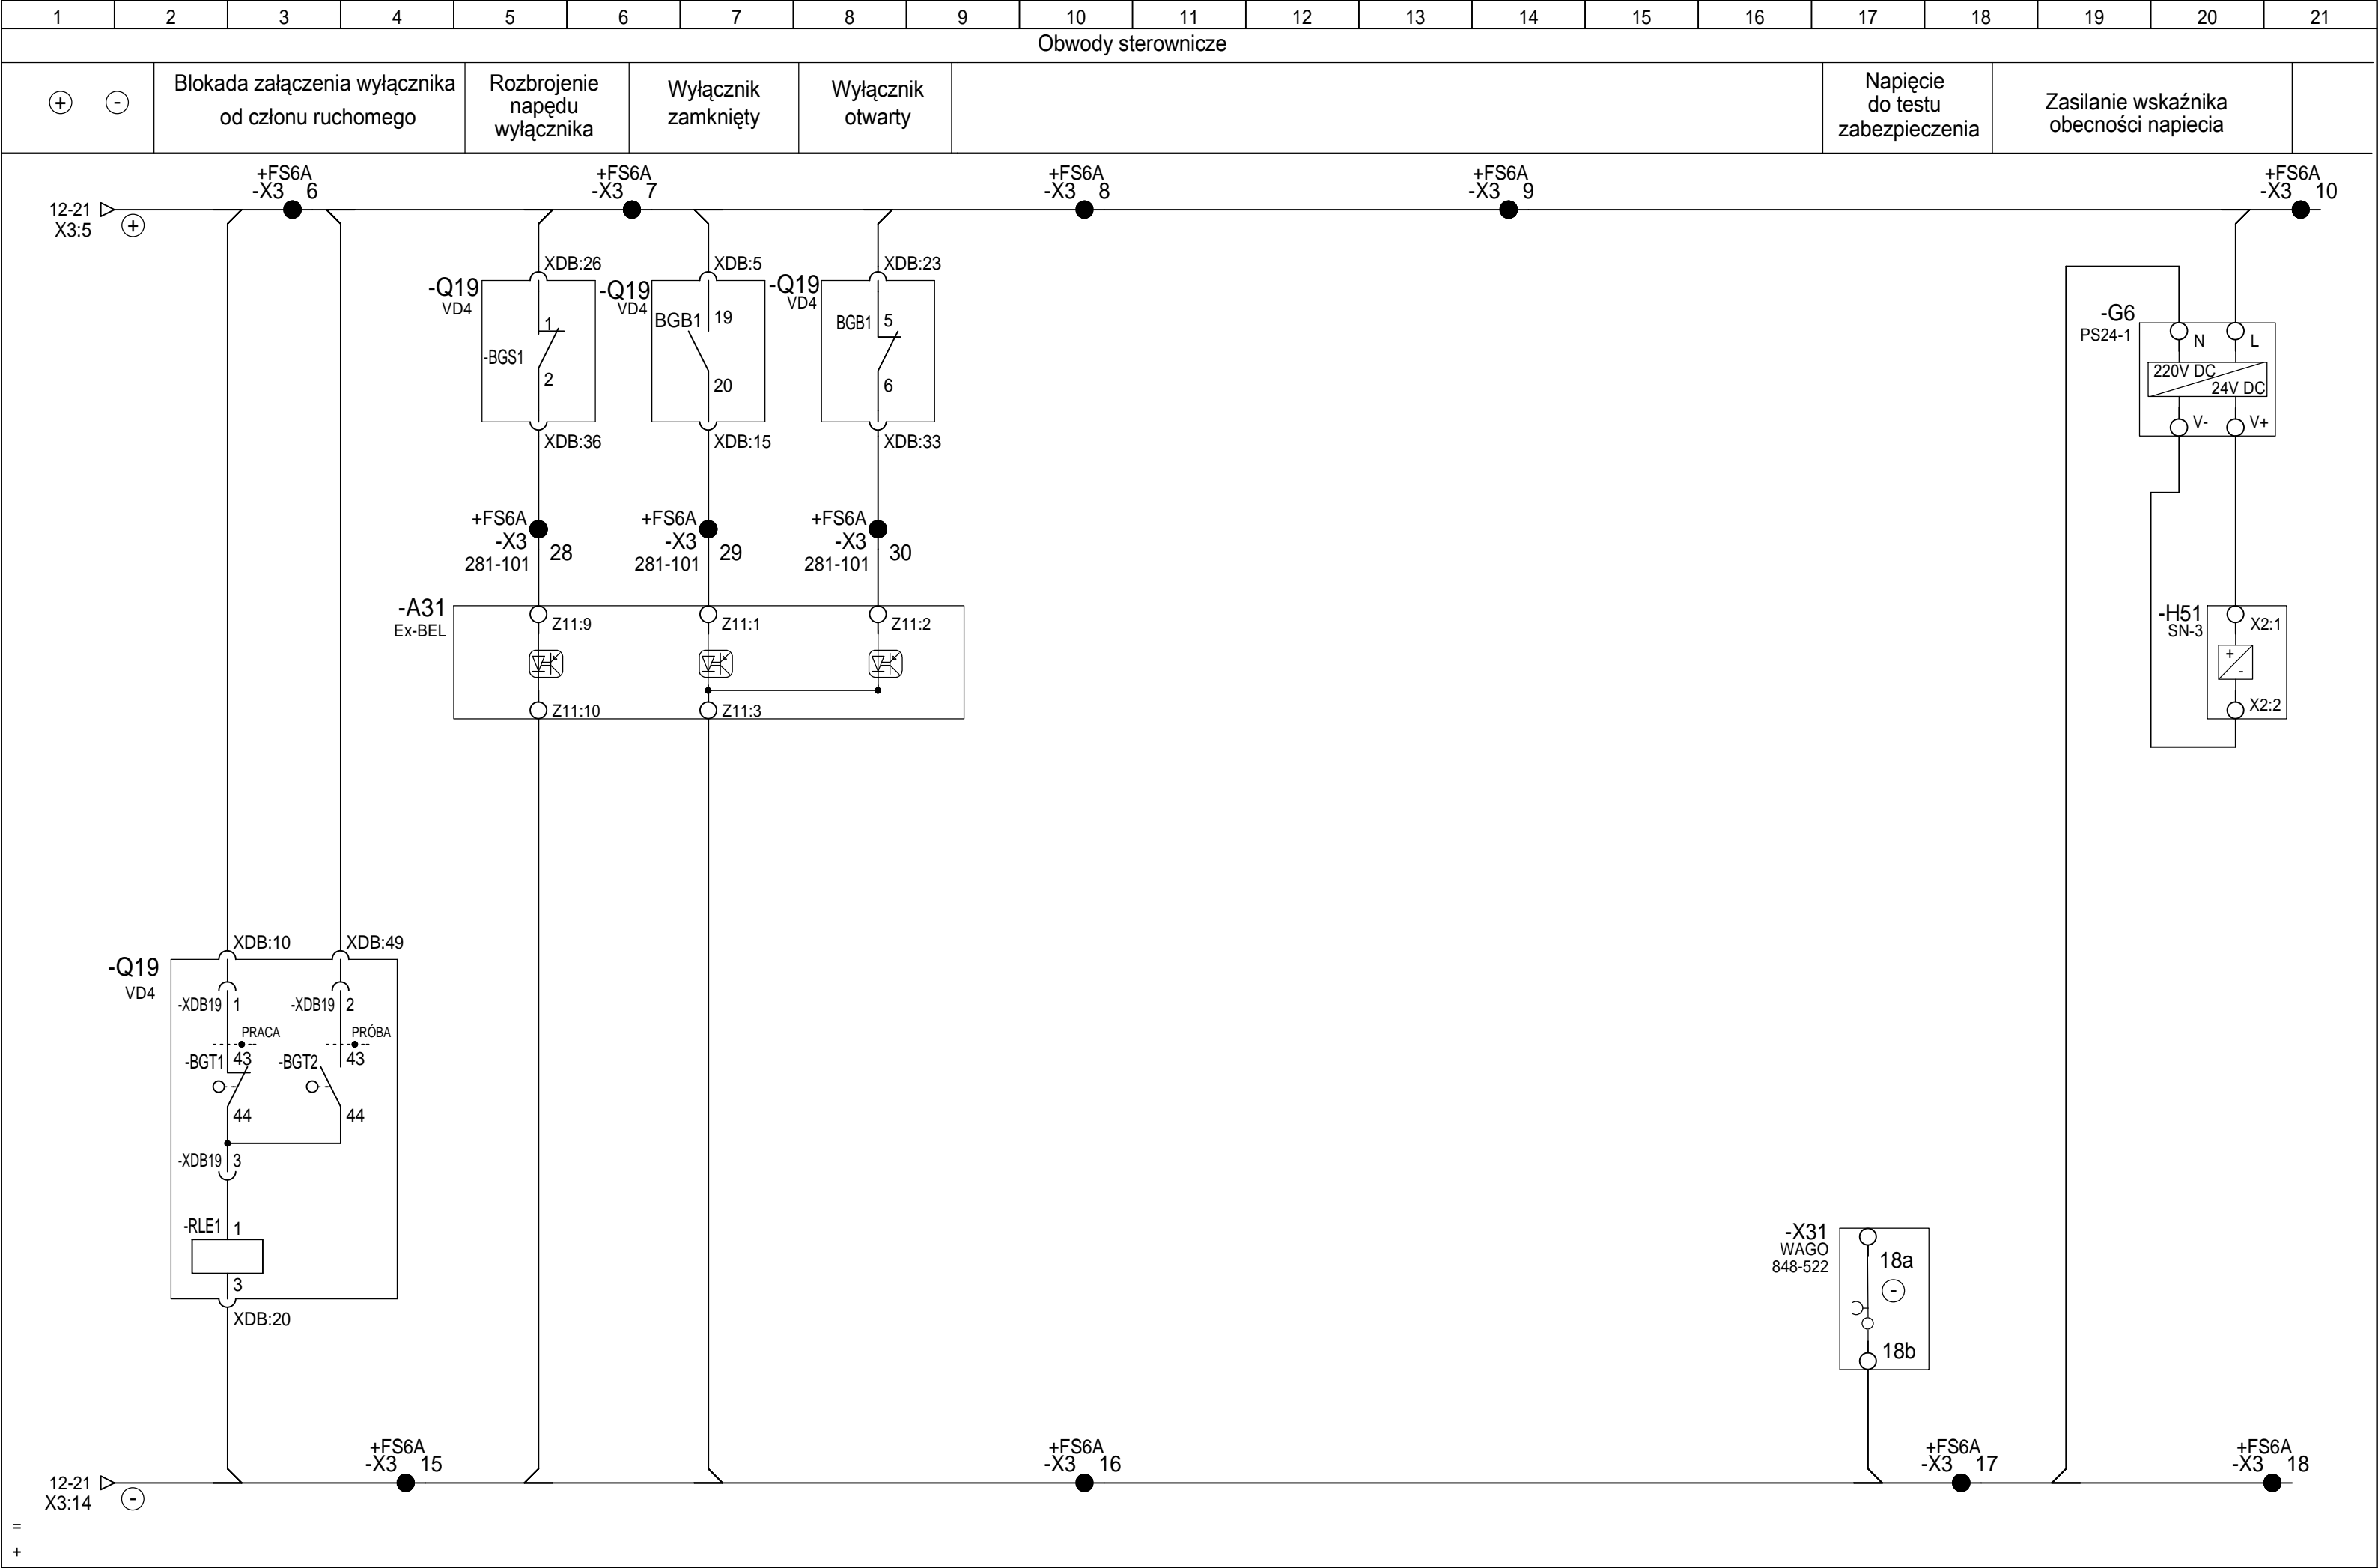 1 2 3 4 5 6 7 8 9 10 11 12 13 14 15 16 17 18 19 20 21
Obwody sterownicze
+ -
Blokada załączenia wyłącznika
od członu ruchomego
Rozbrojenie
napędu
wyłącznika
Wyłącznik
zamknięty
Wyłącznik
otwarty
Napięcie
do testu
zabezpieczenia
Zasilanie wskaźnika
obecności napiecia
+FS6A
-X3 6
+FS6A
-X3 7
+FS6A
-X3 8
+FS6A
-X3 9
+FS6A
-X3 10
12-21
X3:5
+
XDB:26
-Q19
VD4
1
-BGS1
2
XDB:36
XDB:5
-Q19
VD4
BGB1 19
20
XDB:15
XDB:23
-Q19
VD4
BGB1 5
6
XDB:33
-G6
PS24-1
N L
220V DC
24V DC
V- V+
+FS6A
-X3
281-101
28
+FS6A
-X3
281-101
29
+FS6A
-X3
281-101
30
-A31
Ex-BEL
Z11:9
Z11:1
Z11:2
Z11:10
Z11:3
-H51
SN-3
X2:1
+
-
X2:2
XDB:10 XDB:49
-Q19
VD4
-XDB19 1
-XDB19 2
PRACA
PRÓBA
-BGT1 43
-BGT2 43
44
44
-XDB19 3
-RLE1 1
3
XDB:20
-X31
WAGO
848-522
18a
-
18b
+FS6A
-X3 15
+FS6A
-X3 16
+FS6A
-X3 17
+FS6A
-X3 18
12-21
X3:14
-
=
+